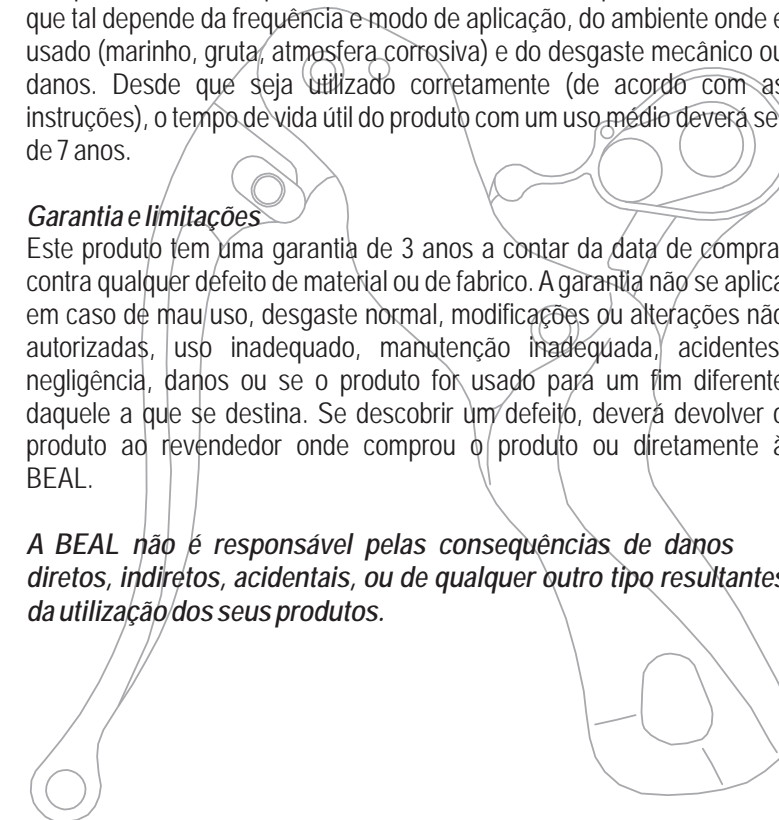 que tal depende da frequência e modo de aplicação, do ambiente onde é
usado (marinho, gruta, atmosfera corrosiva) e do desgaste mecânico ou
danos. Desde que seja utilizado corretamente (de acordo com as
instruções), o tempo de vida útil do produto com um uso médio deverá se
de 7 anos.
Garantia e limitações
Este produto tem uma garantia de 3 anos a contar da data de compra
contra qualquer defeito de material ou de fabrico. A garantia não se aplica
em caso de mau uso, desgaste normal, modificações ou alterações não
autorizadas, uso inadequado, manutenção inadequada, acidentes
negligência, danos ou se o produto for usado para um fim diferente
daquele a que se destina. Se descobrir um defeito, deverá devolver o
produto ao revendedor onde comprou o produto ou diretamente à
BEAL.
A BEAL não é responsável pelas consequências de danos
diretos, indiretos, acidentais, ou de qualquer outro tipo resultantes
da utilização dos seus produtos.